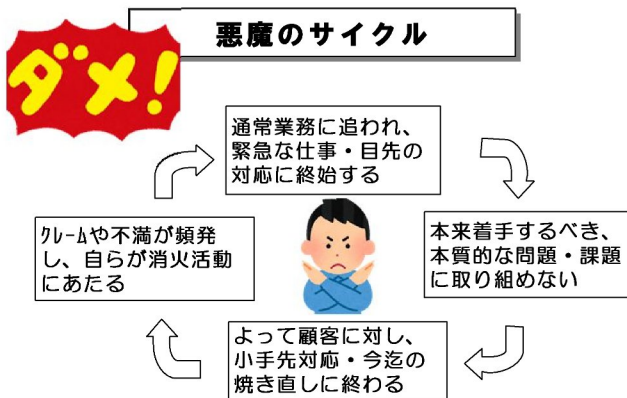 悪魔のサイクル
ダメ!
通常業務に追われ、
緊急な仕事・目先の
対応に終始する
本来着手するべき、
本質的な問題・課題
に取り組めない
よって顧客に対し、
小手先対応・今迄の
焼き直しに終わる
ｸﾚｰﾑや不満が頻発
し、自らが消火活動
にあたる